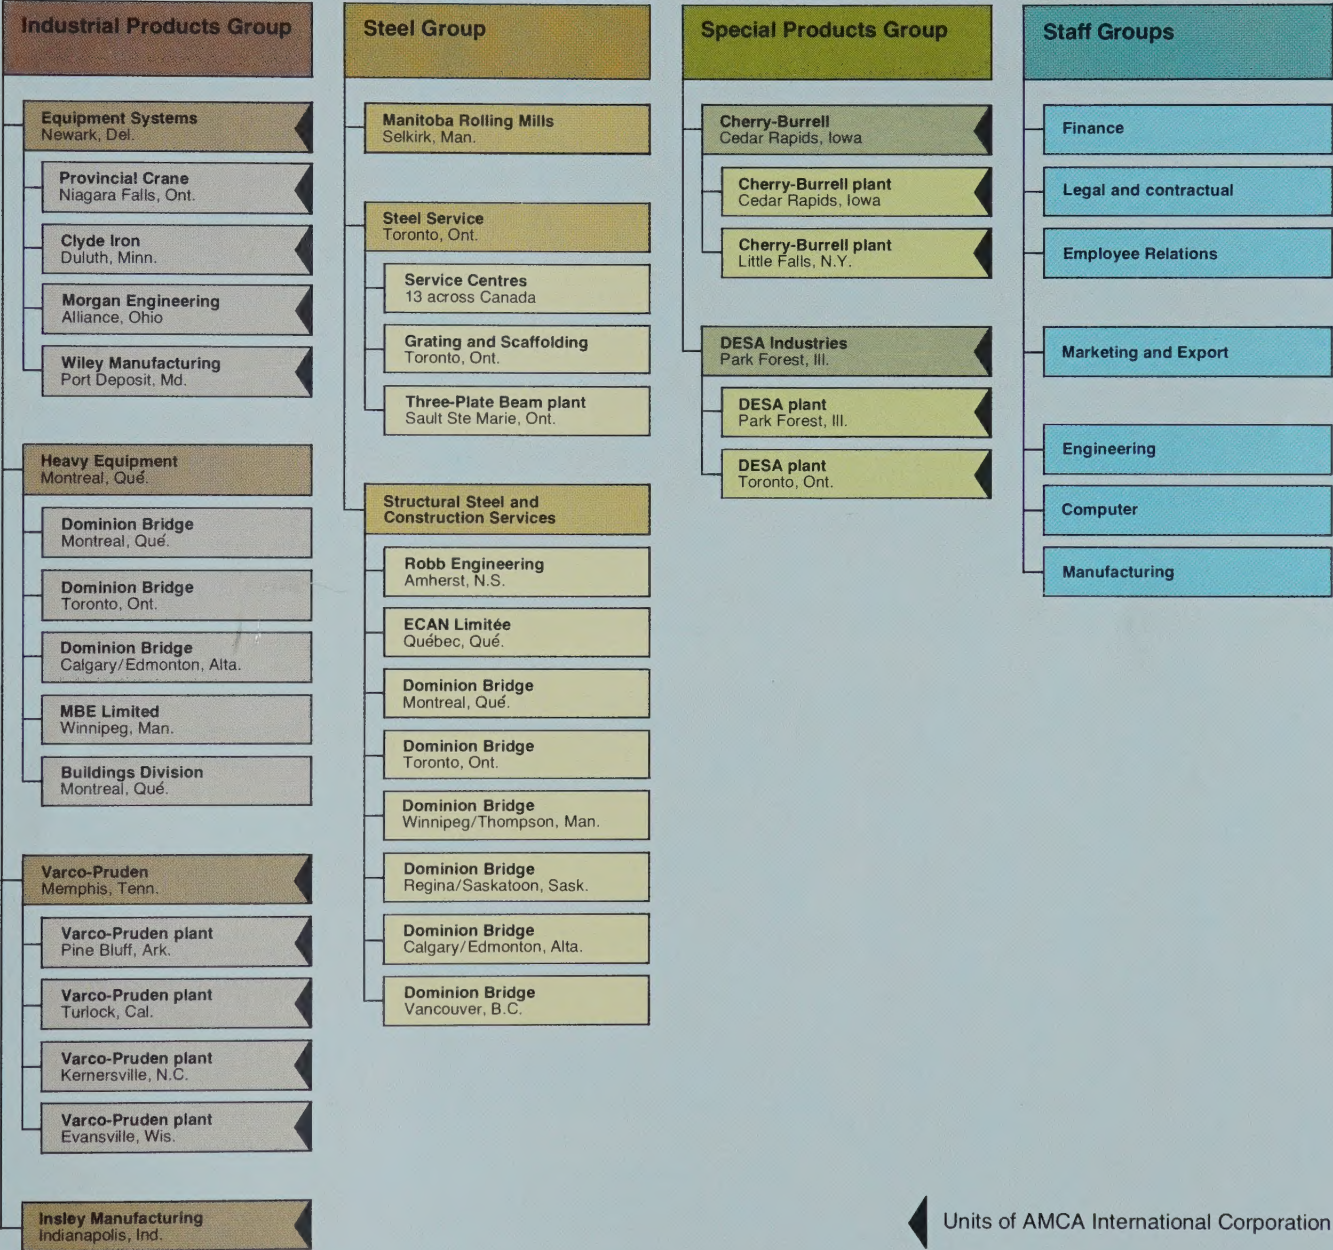 Industrial Products Group
Equipment Systems
Newark, Del.
Provincial Crane
Niagara Falls, Ont.
Clyde Iron
Duluth, Minn.
Morgan Engineering
Alliance, Ohio
Wiley Manufacturing
Port Deposit, Md.
Heavy Equipment
Montreal, Qué.
Dominion Bridge
Montreal, Qué.
Dominion Bridge
Toronto, Ont.
Dominion Bridge
Calgary/Edmonton, Alta.
MBE Limited
Winnipeg, Man.
Buildings Division
Montreal, Qué.
Varco-Pruden
Memphis, Tenn.
Varco-Pruden plant
Pine Bluff, Ark.
Varco-Pruden plant
Turlock, Cal.
Varco-Pruden plant
Kernersville, N.C.
Varco-Pruden plant
Evansville, Wis.
Insley Manufacturing
Indianapolis, Ind.
Steel Group
Manitoba Rolling Mills
Selkirk, Man.
Steel Service
Toronto, Ont.
Service Centres
13 across Canada
Grating and Scaffolding
Toronto, Ont.
Three-Plate Beam plant
Sault Ste Marie, Ont.
Structural Steel and
Construction Services
Robb Engineering
Amherst, N.S.
ECAN Limitée
Québec, Qué.
Dominion Bridge
Montreal, Qué.
Dominion Bridge
Toronto, Ont.
Dominion Bridge
Winnipeg/Thompson, Man.
Dominion Bridge
Regina/Saskatoon, Sask.
Dominion Bridge
Calgary/Edmonton, Alta.
Dominion Bridge
Vancouver, B.C.
Special Products Group
Cherry-Burrell
Cedar Rapids, Iowa
Cherry-Burrell plant
Cedar Rapids, Iowa
Cherry-Burrell plant
Little Falls, N.Y.
DESA Industries
Park Forest, Ill.
DESA plant
Park Forest, Ill.
DESA plant
Toronto, Ont.
Staff Groups
Finance
Legal and contractual
Employee Relations
Marketing and Export
Engineering
Computer
Manufacturing
Units of AMCA International Corporation